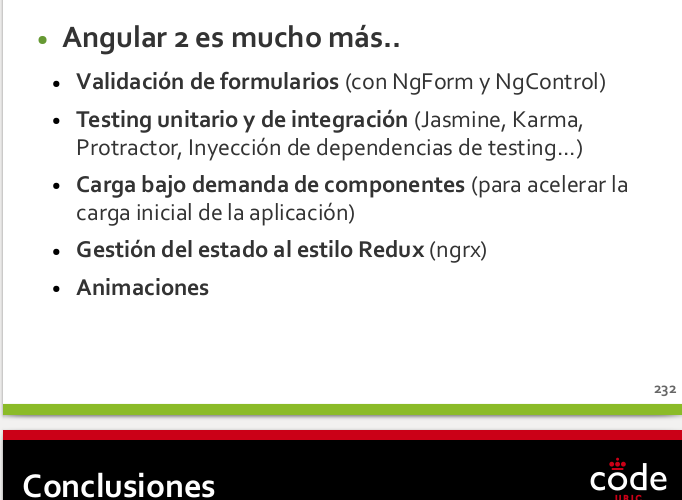 • Angular 2 es mucho más..
• Validación de formularios (con NgForm y NgControl)
• Testing unitario y de integración (Jasmine, Karma,
Protractor, Inyección de dependencias de testing...)
• Carga bajo demanda de componentes (para acelerar la
carga inicial de la aplicación)
• Gestión del estado al estilo Redux (ngrx)
• Animaciones
232
Conclusiones
code
URJC